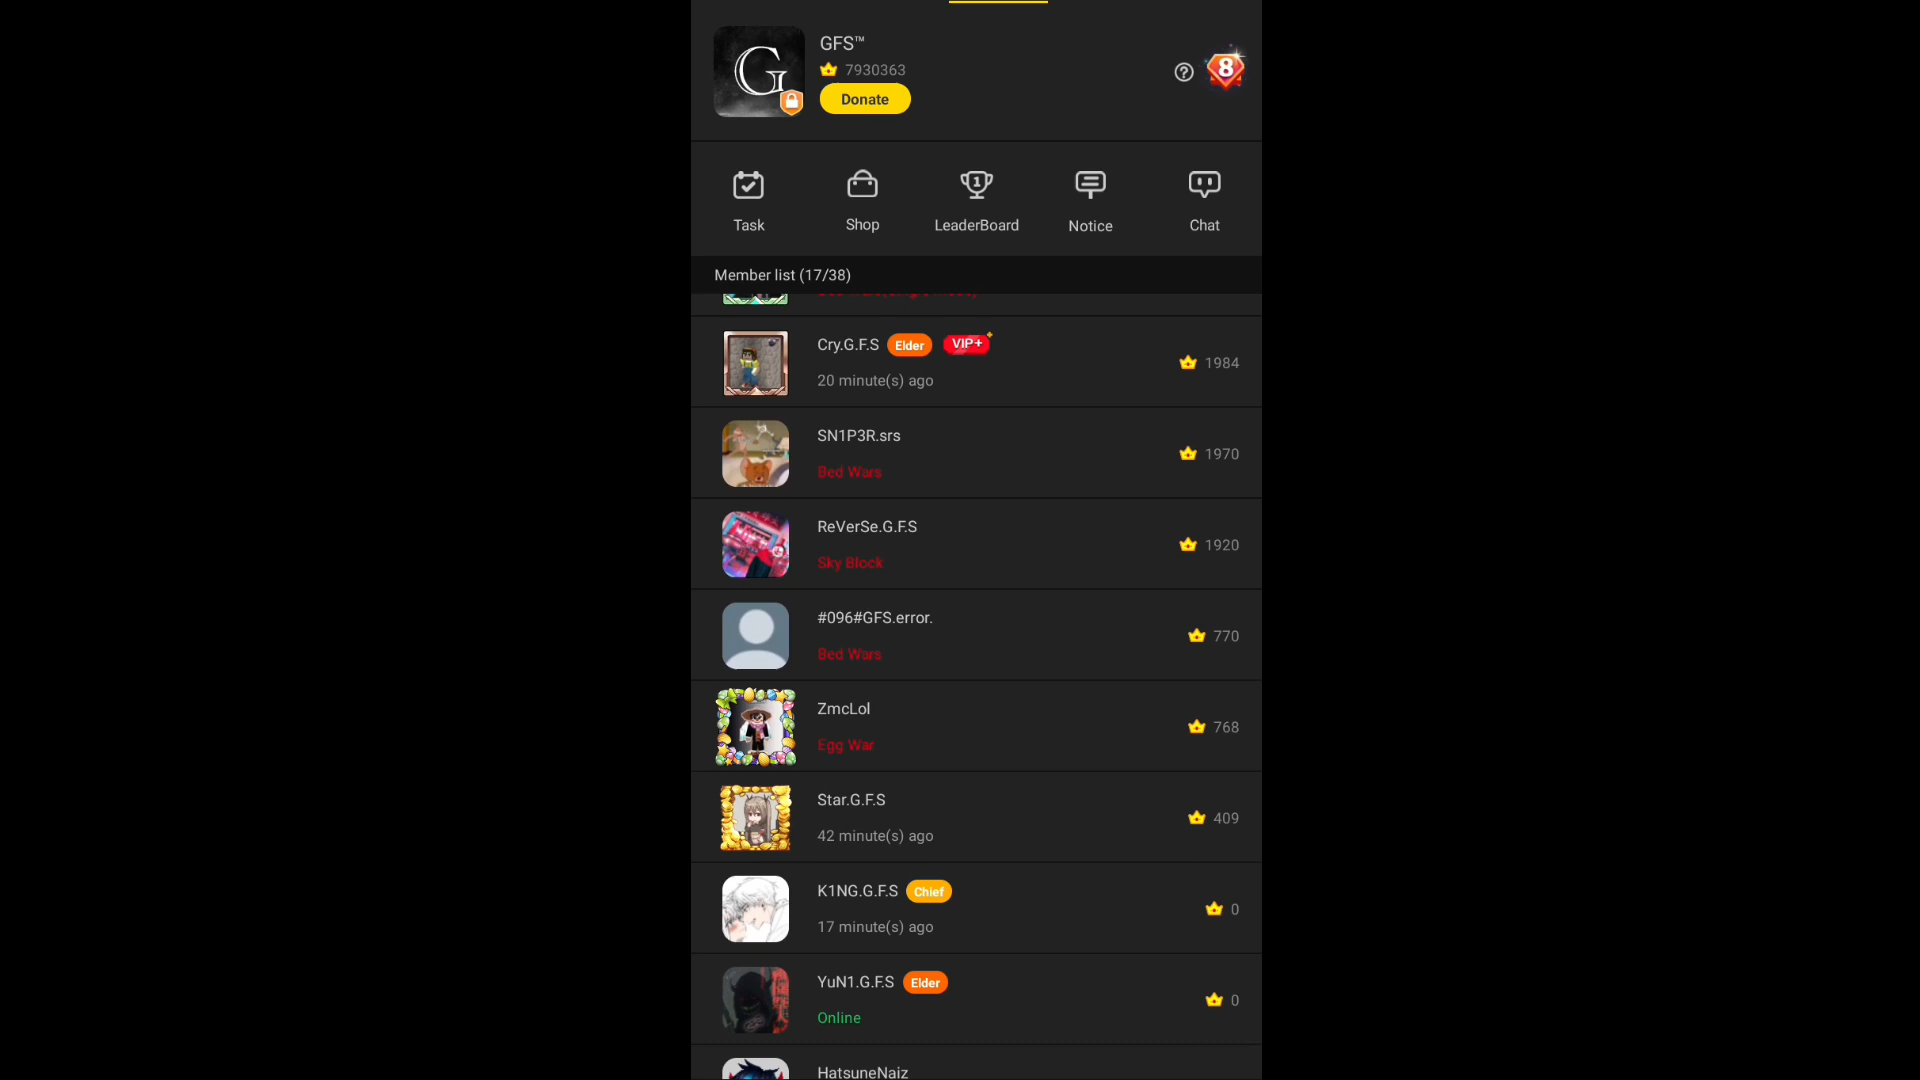 GFS™
7930363
Donate
8
Task
Shop
LeaderBoard
Notice
Chat
Member list (17/38)
Cry.G.F.S Elder VIP+
1984
20 minute(s) ago
SN1P3R.srs
1970
Bed Wars
ReVerSe.G.F.S
1920
Sky Block
#096#GFS.error.
770
Bed Wars
ZmcLol
768
Egg War
Star.G.F.S
409
42 minute(s) ago
K1NG.G.F.S Chief
0
17 minute(s) ago
YuN1.G.F.S Elder
0
Online
HatsuneNaiz